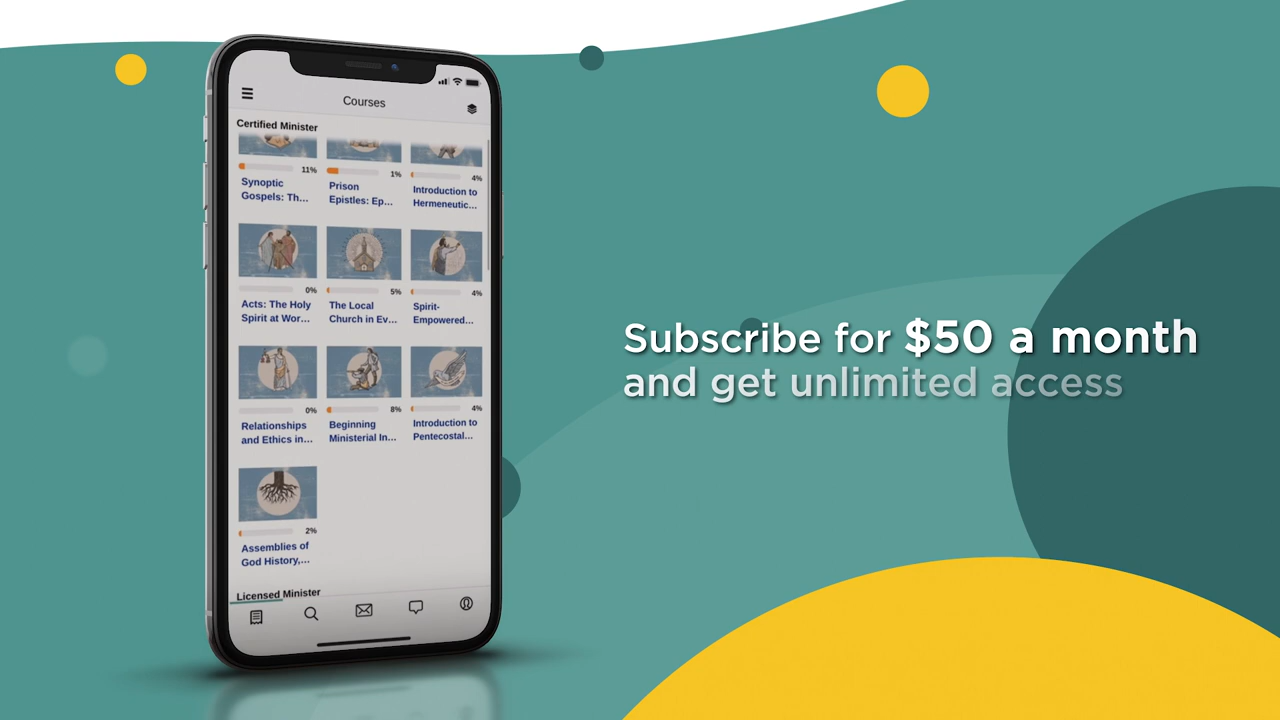 Courses
Certified Minister
11%
1%
4%
Synoptic
Gospels: Th...
Prison
Epistles: Ep...
Introduction to
Hermeneutic...
0%
5%
4%
Acts: The Holy
Spirit at Wor...
The Local
Church in Ev...
Spirit-
Empowered...
0%
8%
4%
Relationships
and Ethics in...
Beginning
Ministerial In...
Introduction to
Pentecostal...
2%
Assemblies of
God History,...
Licensed Minister
Subscribe for $50 a month
and get unlimited access